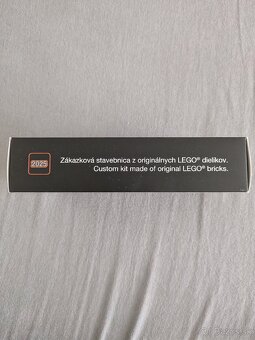 2025
Zákazková stavebnica z originálnych LEGO® dielikov.
Custom kit made of original LEGO® bricks.